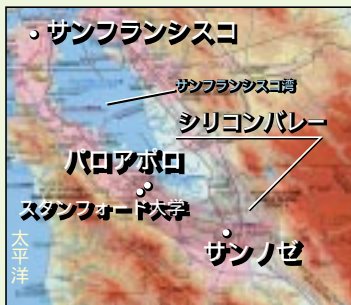 サンフランシスコ
サンフランシスコ湾
シリコンバレー
パロアポロ
スタンフォード大学
サンノゼ
太平洋